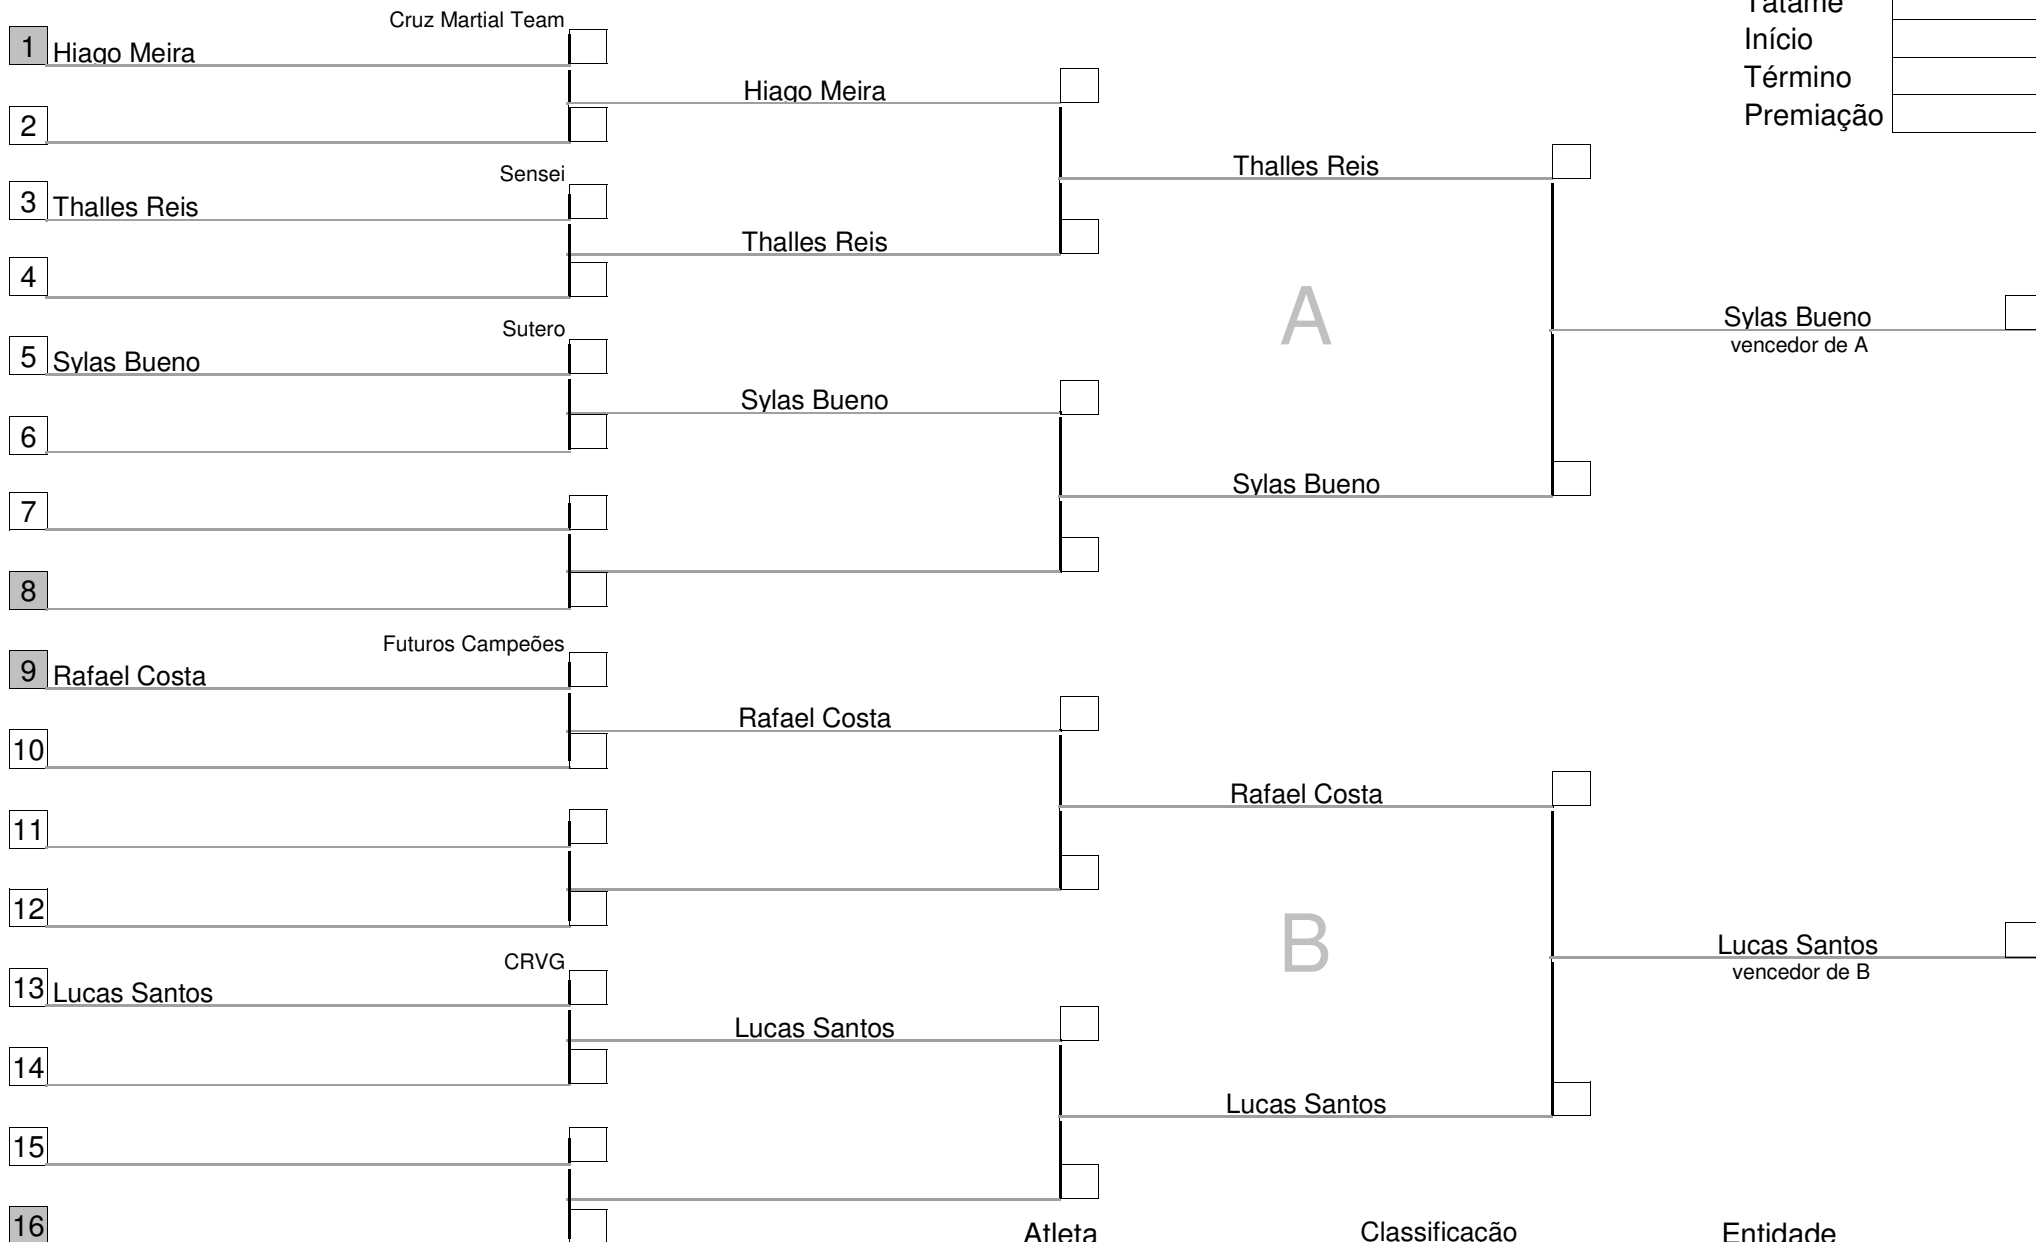 Tatame
Cruz Martial Team
1 Hiago Meira
Início
Término
Hiago Meira
Premiação
2
Thalles Reis
Sensei
3 Thalles Reis
Thalles Reis
4
A
Sutero
Sylas Bueno
vencedor de A
5 Sylas Bueno
Sylas Bueno
6
Sylas Bueno
7
8
Futuros Campeões
9 Rafael Costa
Rafael Costa
10
Rafael Costa
11
12
B
Lucas Santos
vencedor de B
CRVG
13 Lucas Santos
Lucas Santos
14
Lucas Santos
15
16
Atleta Classificação Entidade